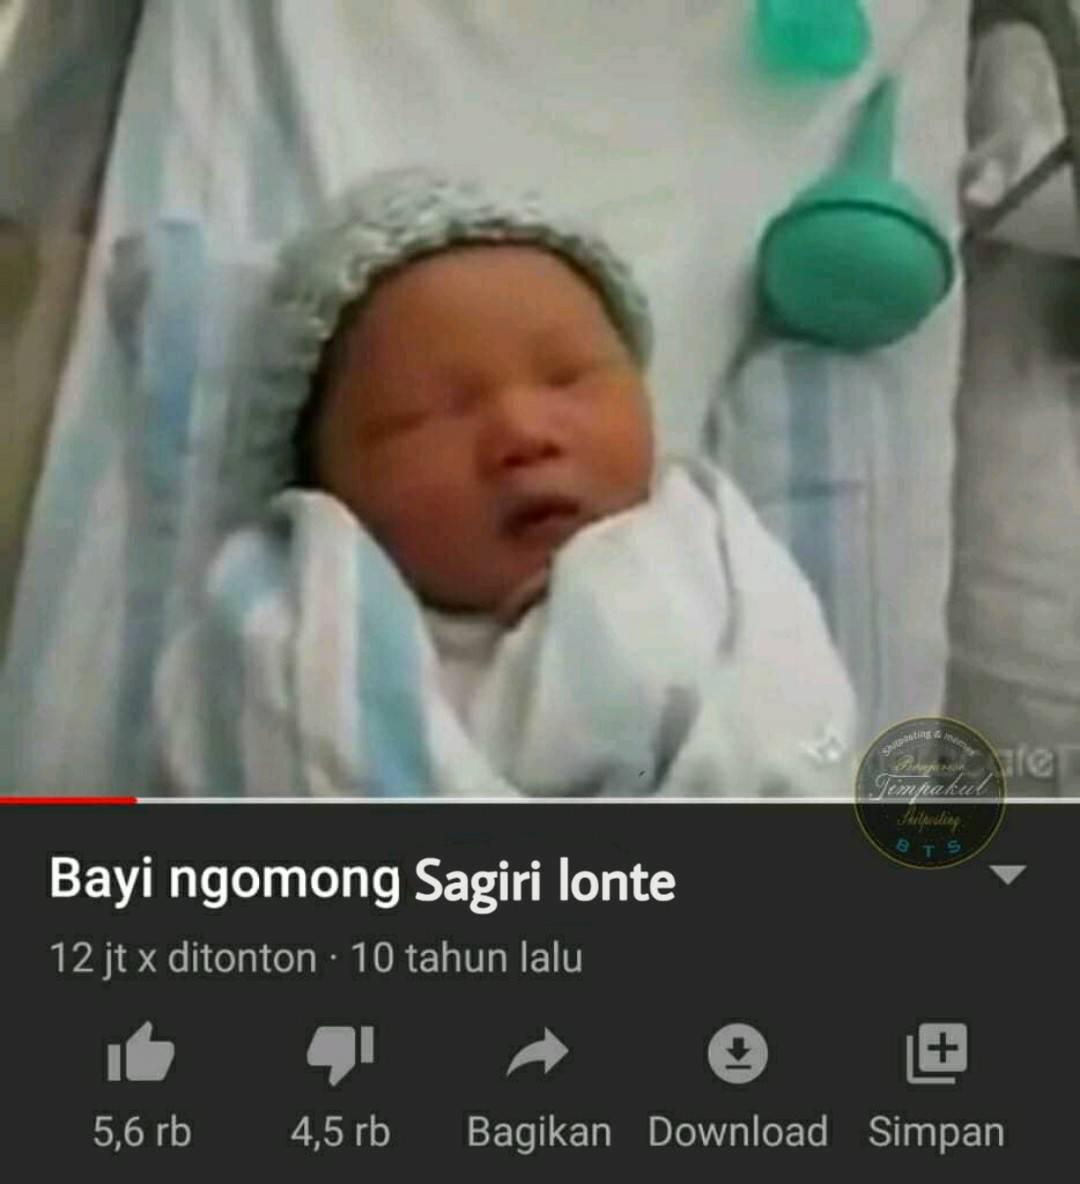 Shitposting & memes
Timpakul
Shitposting
BTS
Bayi ngomong Sagiri lonte
12 jt x ditonton · 10 tahun lalu
5,6 rb
4,5 rb
Bagikan
Download
Simpan